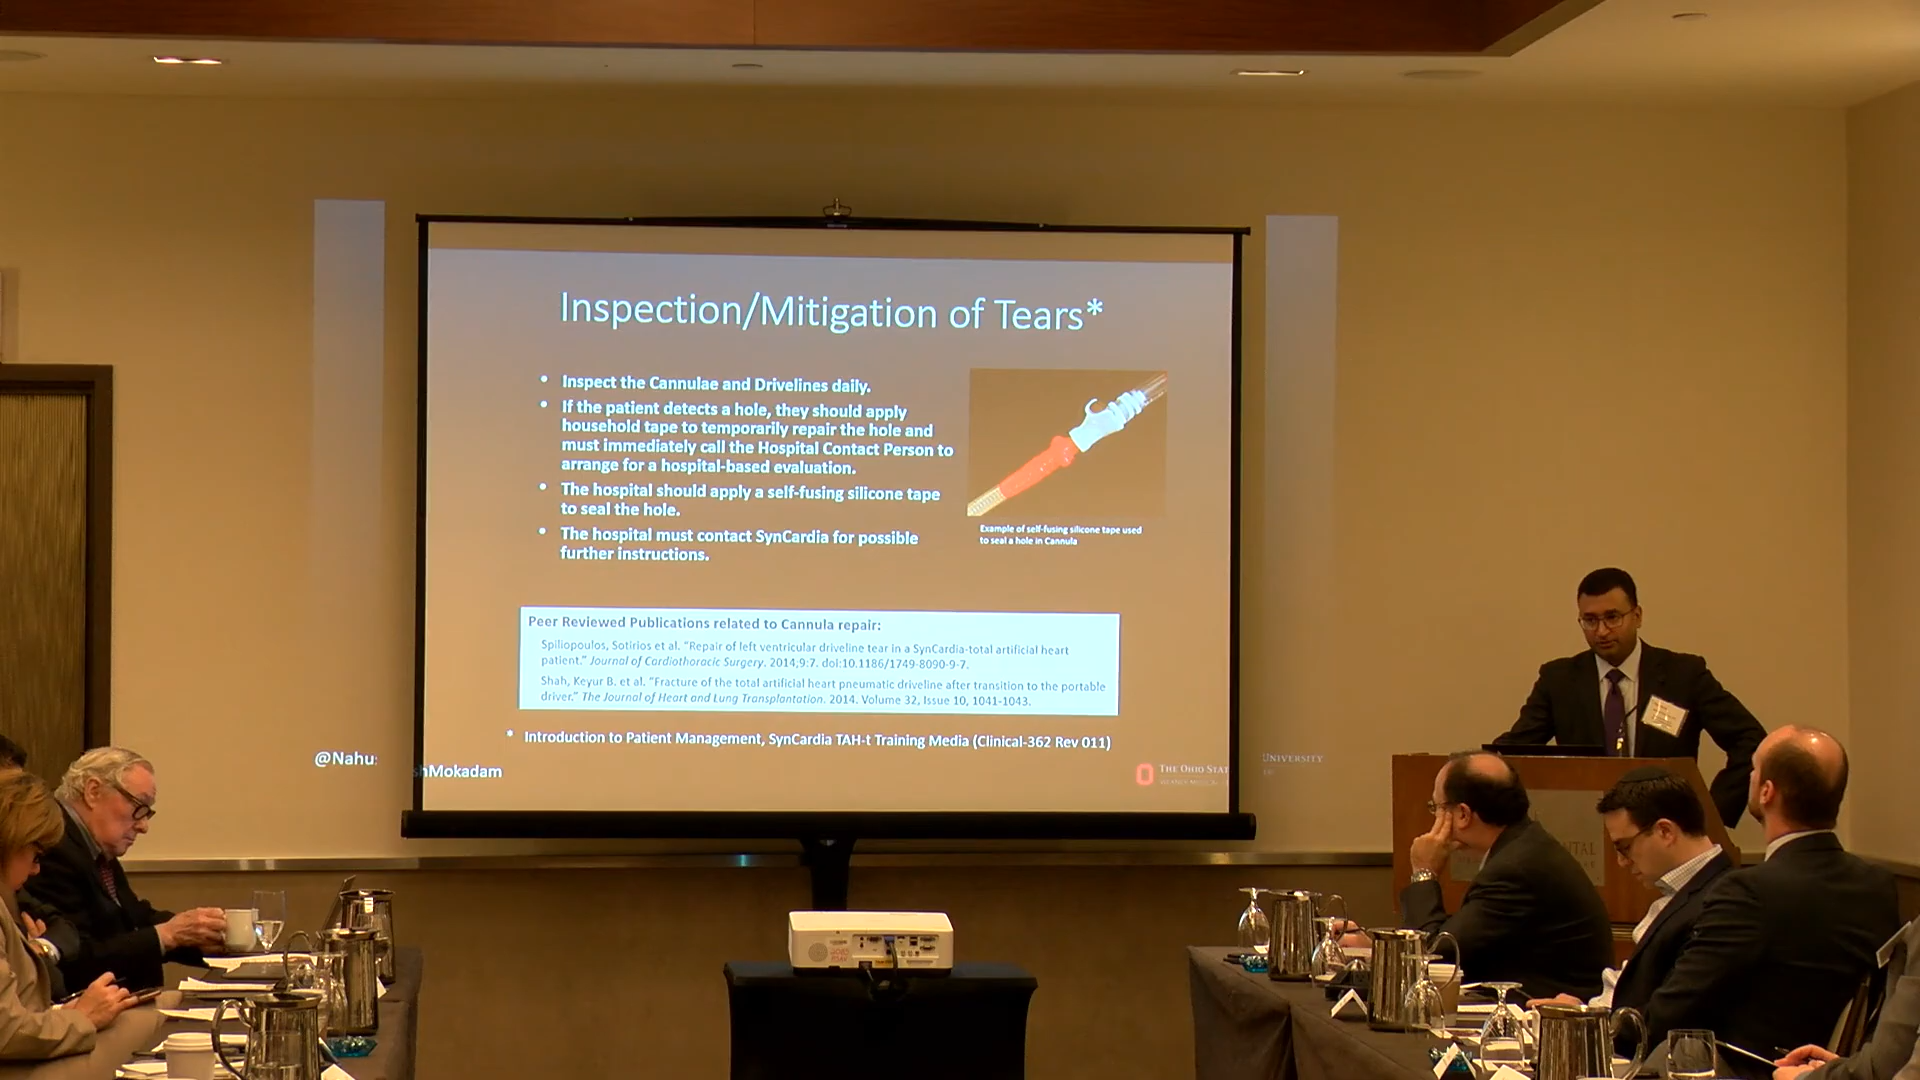 Inspection/Mitigation of Tears*
• Inspect the Cannulae and Drivelines daily.
• If the patient detects a hole, they should apply
household tape to temporarily repair the hole and
must immediately call the Hospital Contact Person to
arrange for a hospital-based evaluation.
• The hospital should apply a self-fusing silicone tape
to seal the hole.
• The hospital must contact SynCardia for possible
further instructions.
Example of self-fusing silicone tape used
to seal a hole in Cannula
Peer Reviewed Publications related to Cannula repair:
Spiliopoulos, Sotirios et al. "Repair of left ventricular driveline tear in a SynCardia-total artificial heart
patient." Journal of Cardiothoracic Surgery. 2014,9:7. doi:10.1186/1749-8090-9-7.
Shah, Keyur B. et al. "Fracture of the total artificial heart pneumatic driveline after transition to the portable
driver." The Journal of Heart and Lung Transplantation. 2014. Volume 32, Issue 10, 1041-1043.
* Introduction to Patient Management, SynCardia TAH-t Training Media (Clinical-362 Rev 011)
@NahushMokadam
THE OHIO STAT UNIVERSITY